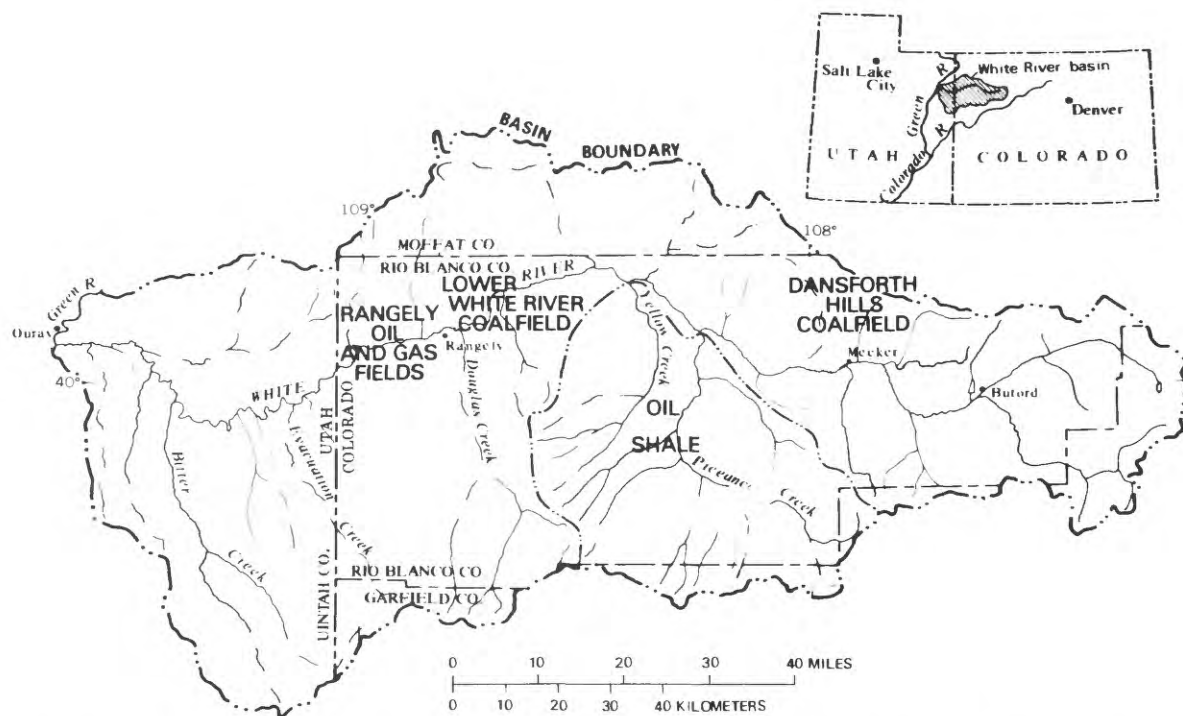 Salt Lake
City
Green R
White River basin
Denver
UTAH
COLORADO
Colorado R
BASIN BOUNDARY
109°
108°
MOFFAT CO
RIO BLANCO CO
RIVER
LOWER
WHITE RIVER
COALFIELD
DANSFORTH
HILLS
COALFIELD
Green R.
Ouray
RANGELY
OIL
AND GAS
FIELDS
Rangely
Yellow Creek
Meeker
40°
WHITE
Buford
UTAH
COLORADO
Douglas Creek
OIL
SHALE
Evacuation
Creek
Piceance
Creek
Bitter
Creek
UINTAH CO.
RIO BLANCO CO
GARFIELD CO.
0 10 20 30 40 MILES
0 10 20 30 40 KILOMETERS